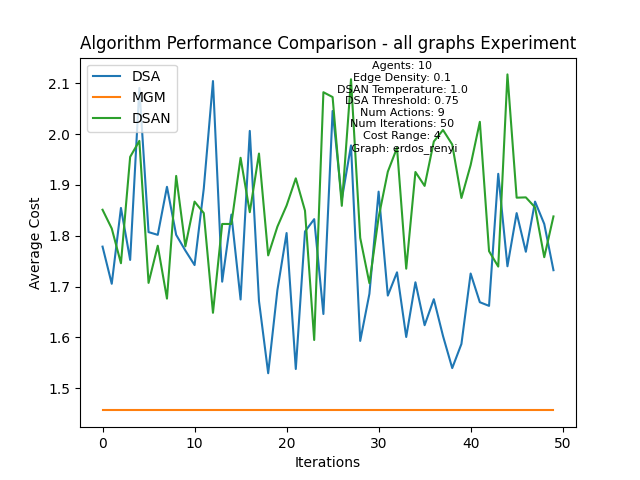 Algorithm Performance Comparison - all graphs Experiment
DSA
MGM
DSAN
Agents: 10
Edge Density: 0.1
DSAN Temperature: 1.0
DSA Threshold: 0.75
Num Actions: 9
Num Iterations: 50
Cost Range: 4
Graph: erdos_renyi
Average Cost
2.1
2.0
1.9
1.8
1.7
1.6
1.5
0
10
20
30
40
50
Iterations